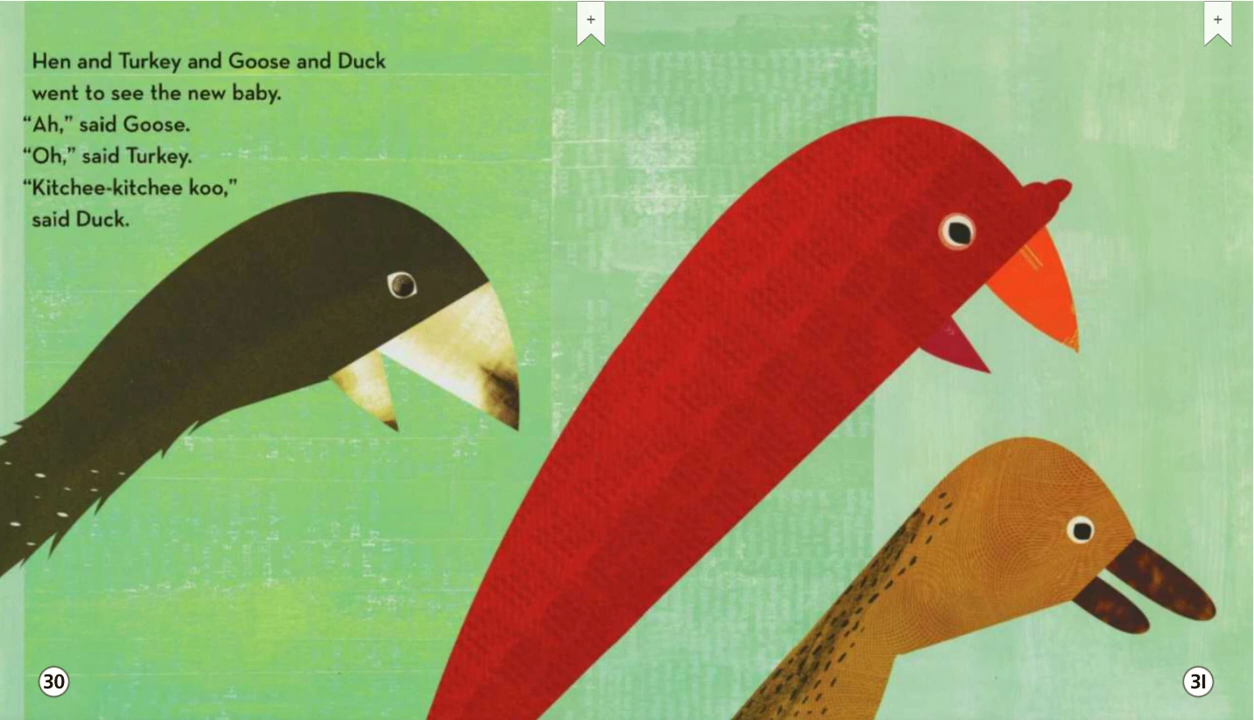 Hen and Turkey and Goose and Duck
went to see the new baby.
“Ah,” said Goose.
“Oh,” said Turkey.
“Kitchee-kitchee koo,”
said Duck.
30
31